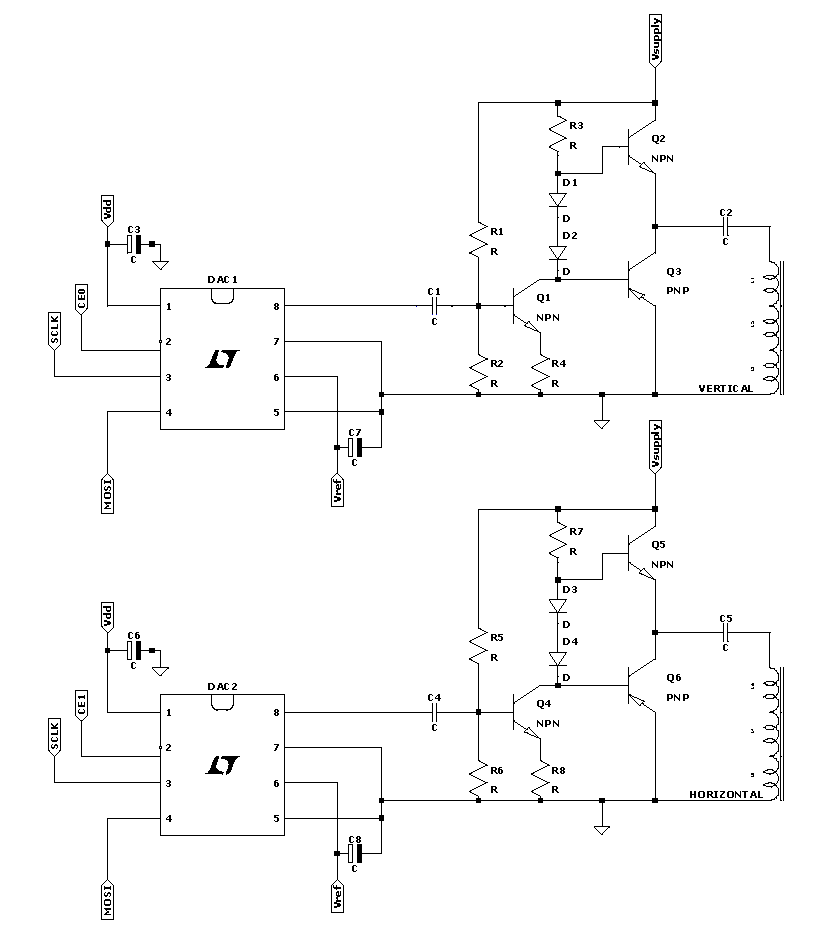 Vsupply
R3
R
Q2
NPN
D1
D
Vdd
C3
C
R1
R
D2
D
C2
C
DAC1
Q3
PNP
CE0
C1
C
Q1
NPN
1
8
SCLK
2
7
3
6
R2
R
R4
R
4
5
VERTICAL
C7
C
MOSI
Vref
Vsupply
R7
R
Q5
NPN
D3
D
Vdd
C6
C
R5
R
D4
D
C5
C
DAC2
Q6
PNP
CE1
C4
C
Q4
NPN
1
8
SCLK
2
7
3
6
R6
R
R8
R
4
5
HORIZONTAL
C8
C
MOSI
Vref